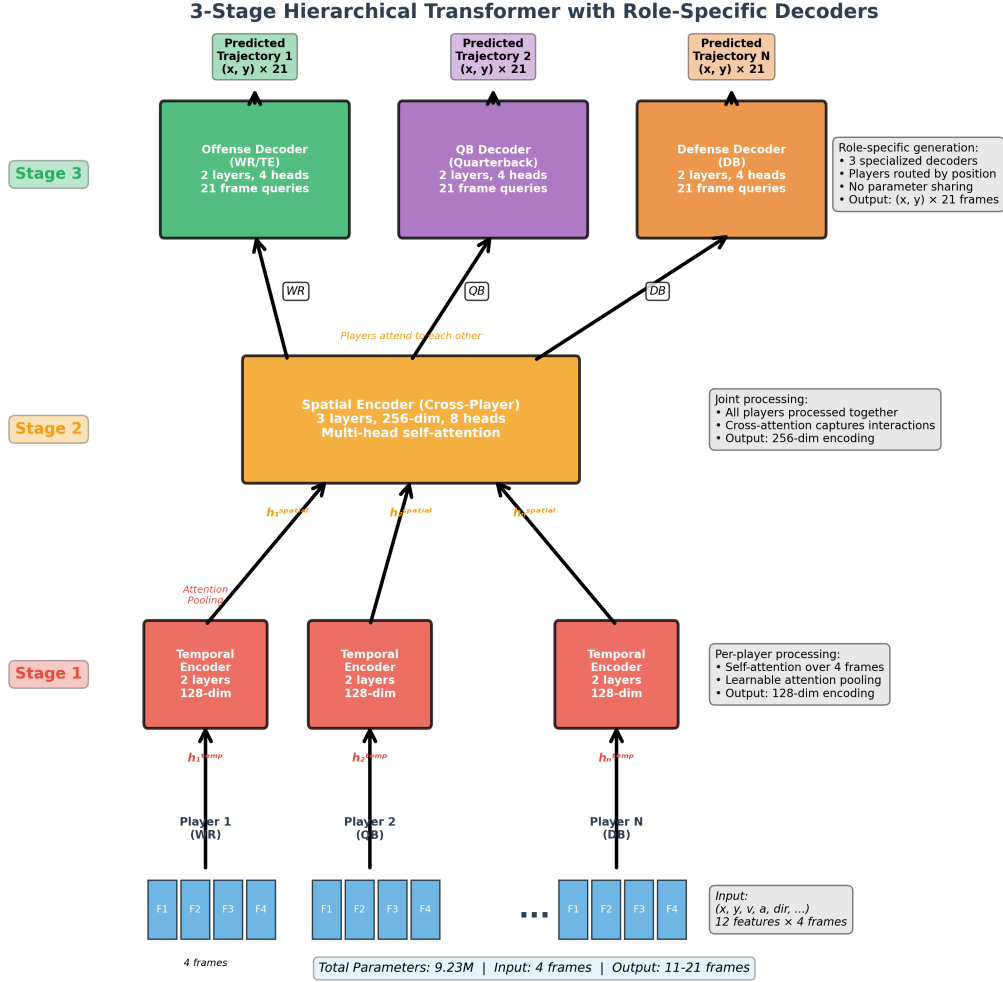 3-Stage Hierarchical Transformer with Role-Specific Decoders
Predicted
Trajectory 1
(x, y) × 21
Predicted
Trajectory 2
(x, y) × 21
Predicted
Trajectory N
(x, y) × 21
Stage 3
Offense Decoder
(WR/TE)
2 layers, 4 heads
21 frame queries
QB Decoder
(Quarterback)
2 layers, 4 heads
21 frame queries
Defense Decoder
(DB)
2 layers, 4 heads
21 frame queries
Role-specific generation:
• 3 specialized decoders
• Players routed by position
• No parameter sharing
• Output: (x, y) × 21 frames
WR
QB
DB
Players attend to each other
Stage 2
Spatial Encoder (Cross-Player)
3 layers, 256-dim, 8 heads
Multi-head self-attention
Joint processing:
• All players processed together
• Cross-attention captures interactions
• Output: 256-dim encoding
h₁ˢᵖᵃᵗⁱᵃˡ
h₂ˢᵖᵃᵗⁱᵃˡ
hₙˢᵖᵃᵗⁱᵃˡ
Attention
Pooling
Stage 1
Temporal
Encoder
2 layers
128-dim
Temporal
Encoder
2 layers
128-dim
Temporal
Encoder
2 layers
128-dim
Per-player processing:
• Self-attention over 4 frames
• Learnable attention pooling
• Output: 128-dim encoding
h₁ᵗᵉᵐᵖ
h₂ᵗᵉᵐᵖ
hₙᵗᵉᵐᵖ
Player 1
(WR)
Player 2
(QB)
Player N
(DB)
F1 F2 F3 F4
F1 F2 F3 F4
...
F1 F2 F3 F4
Input:
(x, y, v, a, dir, ...)
12 features × 4 frames
4 frames
Total Parameters: 9.23M | Input: 4 frames | Output: 11-21 frames